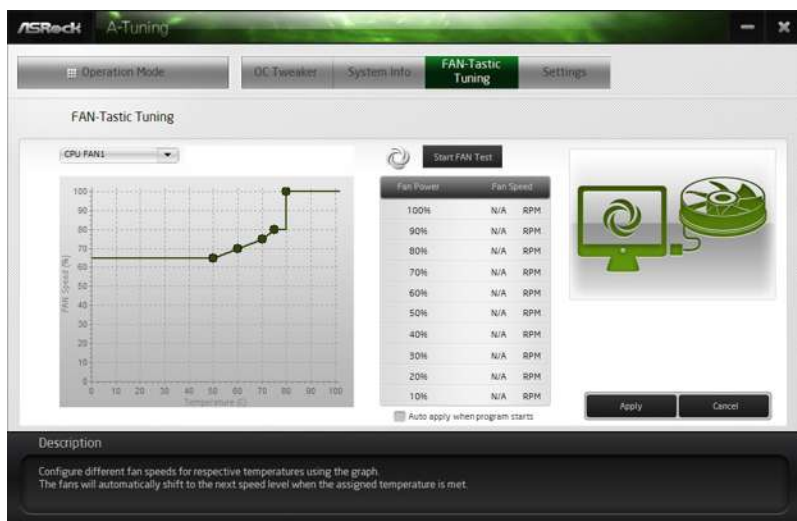 ASRock A-Tuning
Operation Mode
OC Tweaker
System Info
FAN-Tastic
Tuning
Settings
FAN-Tastic Tuning
CPU FAN1
Start FAN Test
100
90
80
70
60
50
40
30
20
10
0
FAN Speed (%)
0 10 20 30 40 50 60 70 80 90 100
Temperature (C)
Fan Power Fan Speed
100% N/A RPM
90% N/A RPM
80% N/A RPM
70% N/A RPM
60% N/A RPM
50% N/A RPM
40% N/A RPM
30% N/A RPM
20% N/A RPM
10% N/A RPM
Auto apply when program starts
Apply
Cancel
Description
Configure different fan speeds for respective temperatures using the graph.
The fans will automatically shift to the next speed level when the assigned temperature is met.